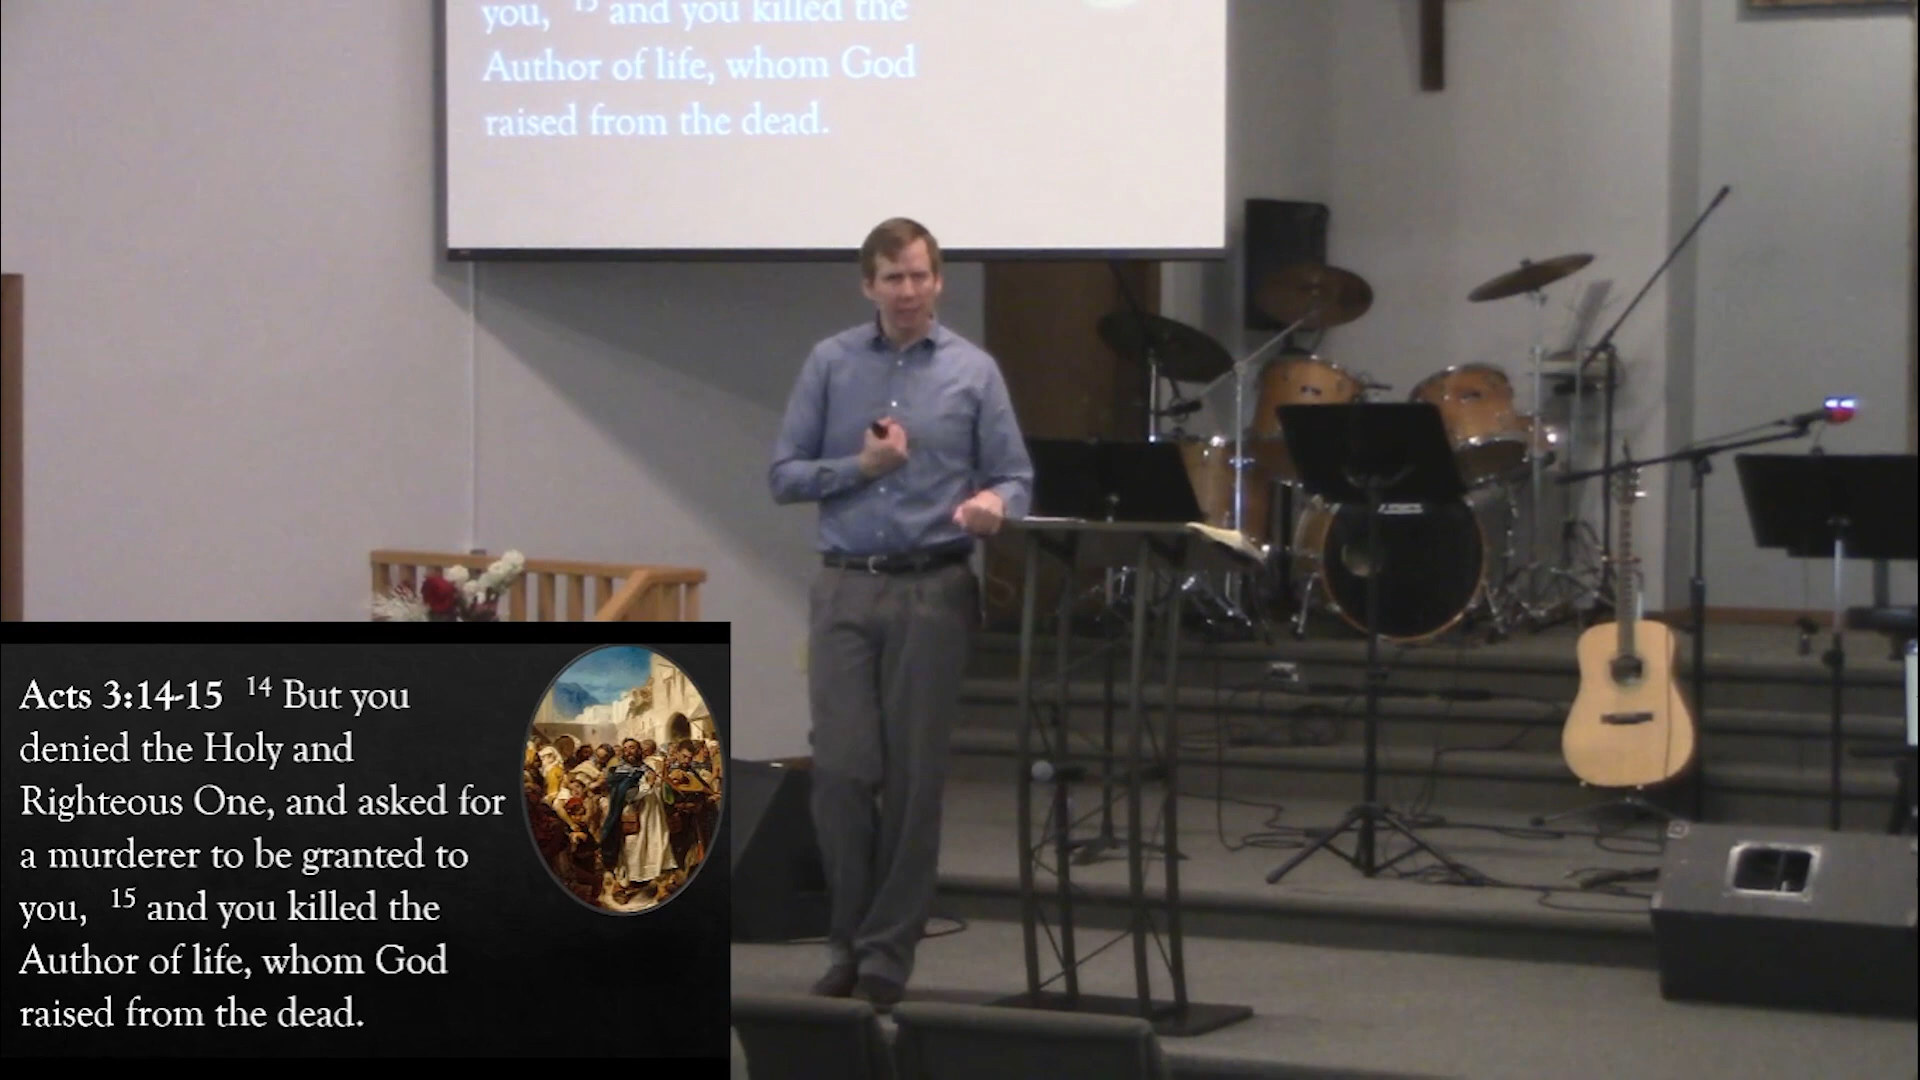 you, 15 and you killed the
Author of life, whom God
raised from the dead.
Acts 3:14-15 14 But you
denied the Holy and
Righteous One, and asked for
a murderer to be granted to
you, 15 and you killed the
Author of life, whom God
raised from the dead.